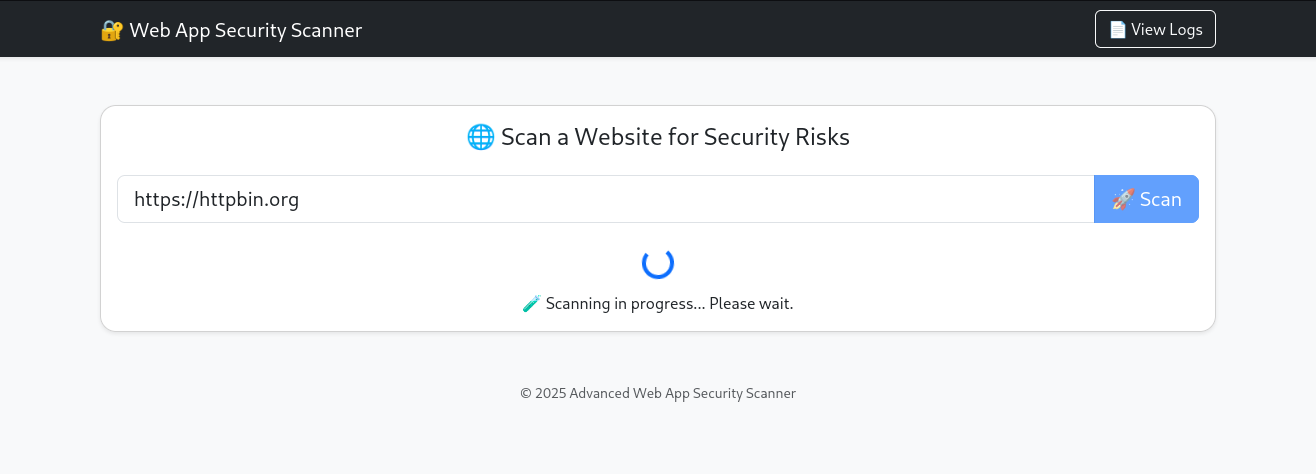 🔐 Web App Security Scanner
📄 View Logs
🌐 Scan a Website for Security Risks
https://httpbin.org
🚀 Scan
🧪 Scanning in progress... Please wait.
© 2025 Advanced Web App Security Scanner